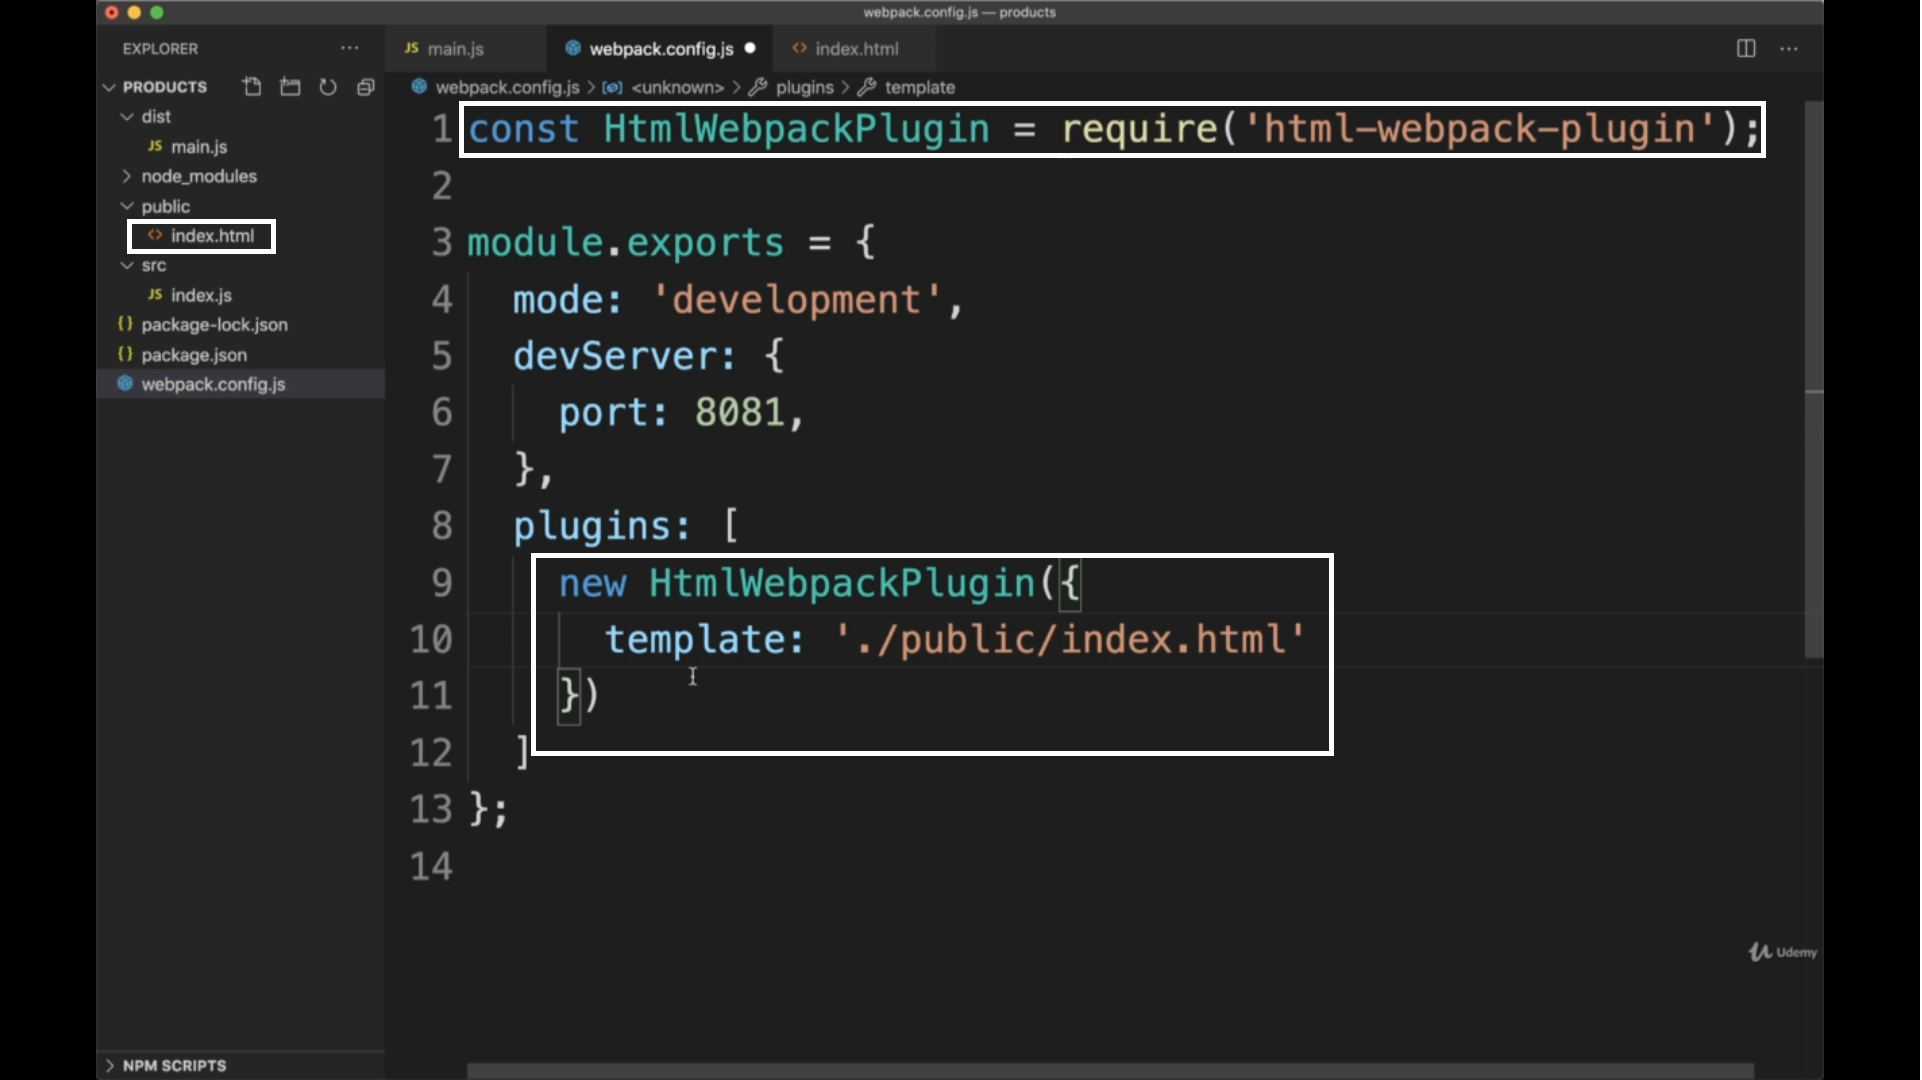 webpack.config.js — products
EXPLORER
PRODUCTS
dist
JS main.js
node_modules
public
<> index.html
src
JS index.js
{} package-lock.json
{} package.json
webpack.config.js
NPM SCRIPTS
JS main.js
webpack.config.js
<> index.html
webpack.config.js > <unknown> > plugins > template
1 const HtmlWebpackPlugin = require('html-webpack-plugin');
2
3 module.exports = {
4 mode: 'development',
5 devServer: {
6 port: 8081,
7 },
8 plugins: [
9 new HtmlWebpackPlugin({
10 template: './public/index.html'
11 })
12 ]
13 };
14
Udemy